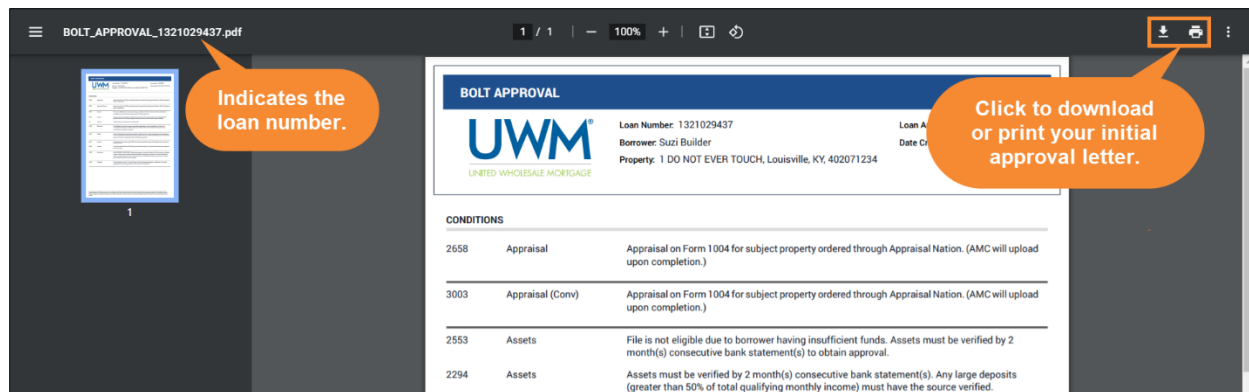 BOLT_APPROVAL_1321029437.pdf
1 / 1
100%
Indicates the
loan number.
Click to download
or print your initial
approval letter.
1
BOLT APPROVAL
UWM®
UNITED WHOLESALE MORTGAGE
Loan Number: 1321029437
Borrower: Suzi Builder
Property: 1 DO NOT EVER TOUCH, Louisville, KY, 402071234
Loan
Date
CONDITIONS
2658 Appraisal Appraisal on Form 1004 for subject property ordered through Appraisal Nation. (AMC will upload
upon completion.)
3003 Appraisal (Conv) Appraisal on Form 1004 for subject property ordered through Appraisal Nation. (AMC will upload
upon completion.)
2553 Assets File is not eligible due to borrower having insufficient funds. Assets must be verified by 2
month(s) consecutive bank statement(s) to obtain approval.
2294 Assets Assets must be verified by 2 month(s) consecutive bank statement(s). Any large deposits
(greater than 50% of total qualifying monthly income) must have the source verified.